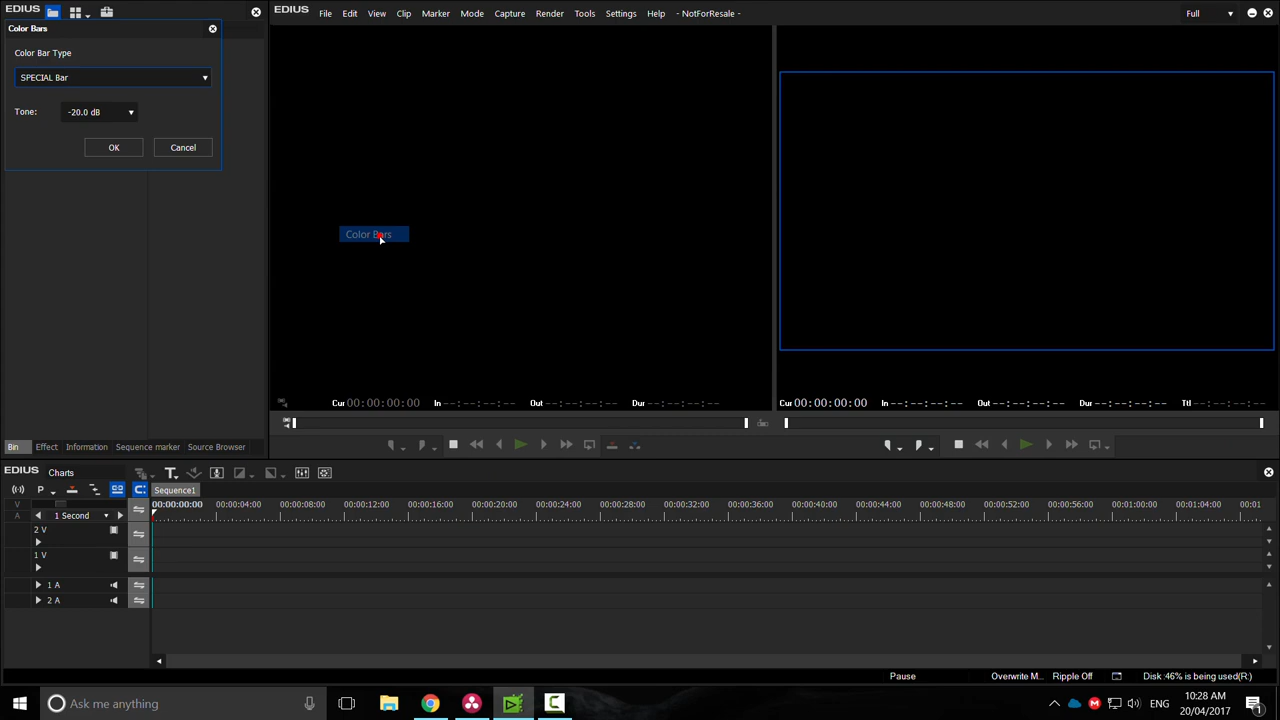 EDIUS
Color Bars
Color Bar Type
SPECIAL Bar
Tone: -20.0 dB
OK Cancel
Bin Effect Information Sequence marker Source Browser
EDIUS File Edit View Clip Marker Mode Capture Render Tools Settings Help - NotForResale - Full
Color Bars
Cur 00:00:00:00 In --:--:--:-- Out --:--:--:-- Dur --:--:--:--
Cur 00:00:00:00 In --:--:--:-- Out --:--:--:-- Dur --:--:--:-- Ttl --:--:--:--
EDIUS Charts T
P Sequence1
V
A 1 Second
00:00:00:00 00:00:04:00 00:00:08:00 00:00:12:00 00:00:16:00 00:00:20:00 00:00:24:00 00:00:28:00 00:00:32:00 00:00:36:00 00:00:40:00 00:00:44:00 00:00:48:00 00:00:52:00 00:00:56:00 00:01:00:00 00:01:04:00 00:01
2 V
1 V
1 A
2 A
Pause Overwrite M... Ripple Off Disk :46% is being used(R:)
Ask me anything
ENG 10:28 AM
20/04/2017